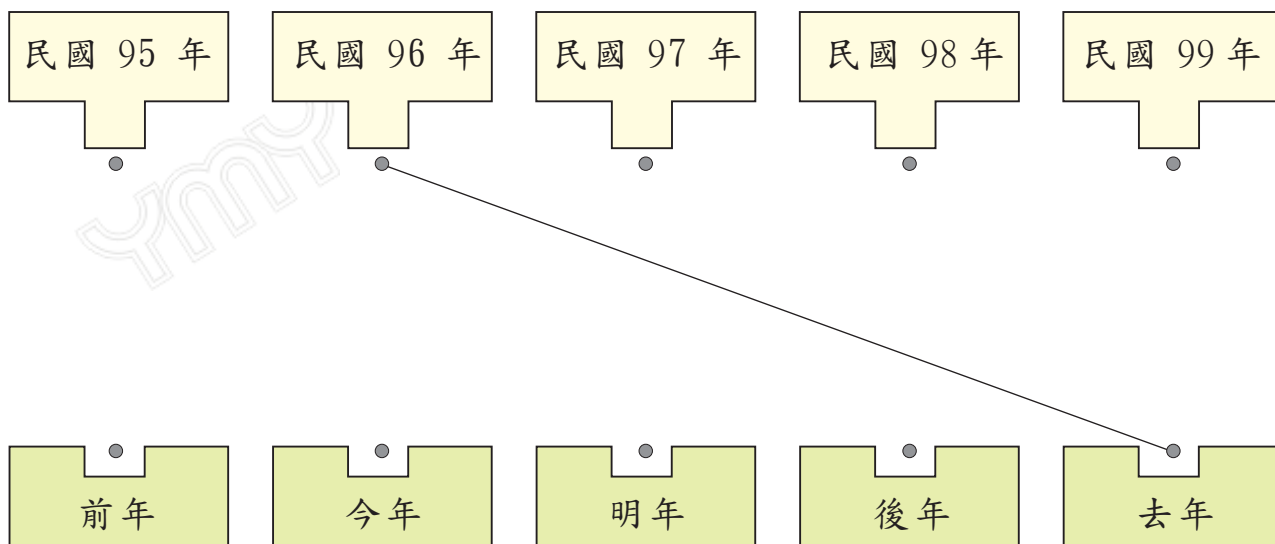 民國 95 年 民國 96 年 民國 97 年 民國 98 年 民國 99 年
YMY
前年 今年 明年 後年 去年